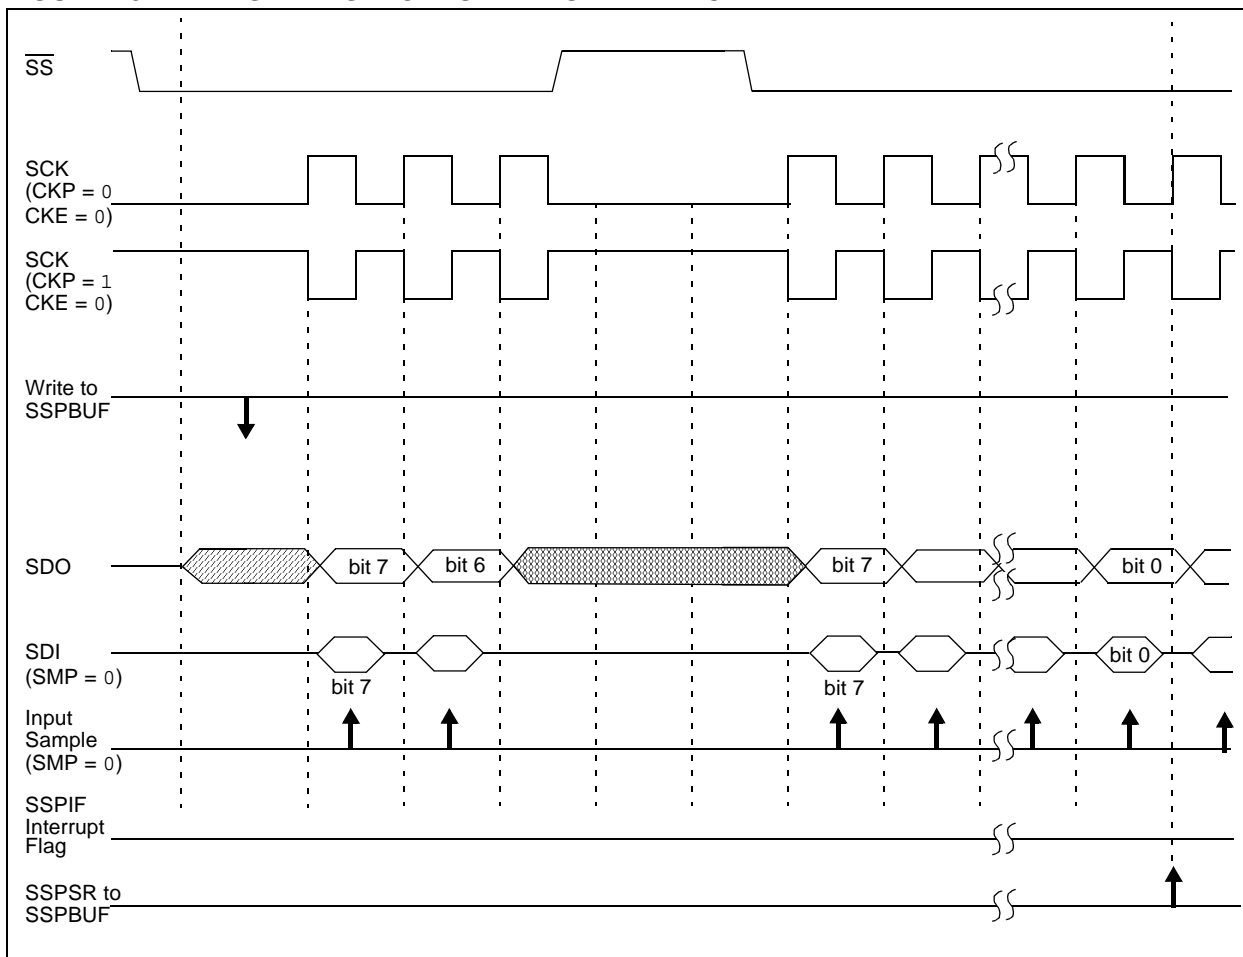 SS
SCK
(CKP = 0
CKE = 0)
SCK
(CKP = 1
CKE = 0)
Write to
SSPBUF
SDO
bit 7
bit 6
bit 7
bit 0
SDI
(SMP = 0)
bit 7
bit 7
bit 0
Input
Sample
(SMP = 0)
SSPIF
Interrupt
Flag
SSPSR to
SSPBUF